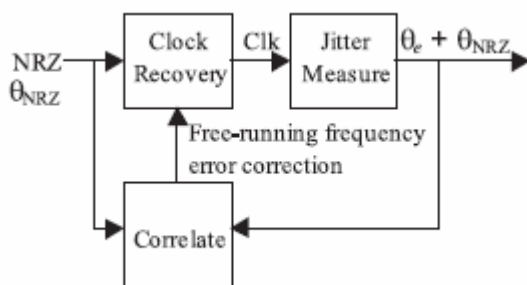 NRZ
θNRZ
Clock
Recovery
Clk
Jitter
Measure
θe + θNRZ
Free-running frequency
error correction
Correlate